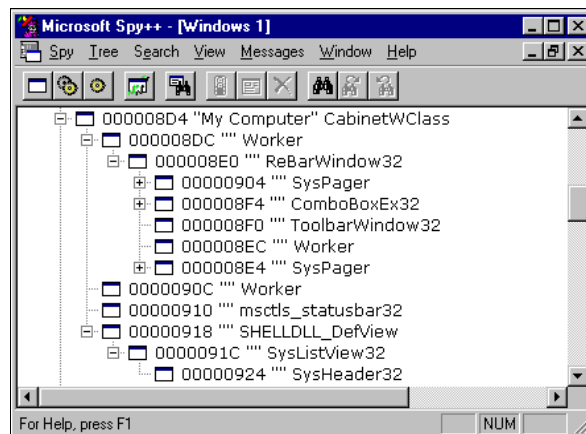 Microsoft Spy++ - [Windows 1]
Spy Tree Search View Messages Window Help
000008D4 "My Computer" CabinetWClass
000008DC "" Worker
000008E0 "" ReBarWindow32
00000904 "" SysPager
000008F4 "" ComboBoxEx32
000008F0 "" ToolbarWindow32
000008EC "" Worker
000008E4 "" SysPager
0000090C "" Worker
00000910 "" msctls_statusbar32
00000918 "" SHELLDLL_DefView
0000091C "" SysListView32
00000924 "" SysHeader32
For Help, press F1 NUM